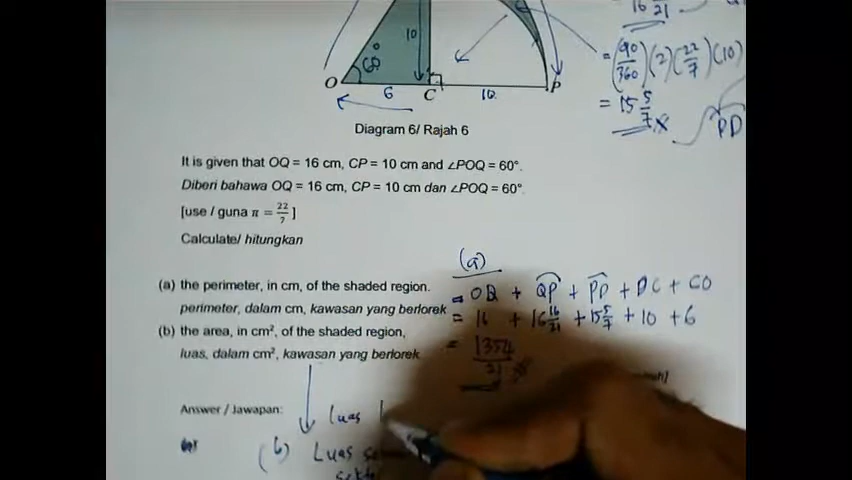 16 16/21
= (90/360)(2)(22/7)(10)
= 15 5/7
PD
10
60°
O 6 C 10 P
Diagram 6/ Rajah 6
It is given that OQ = 16 cm, CP = 10 cm and ∠POQ = 60°.
Diberi bahawa OQ = 16 cm, CP = 10 cm dan ∠POQ = 60°.
[use / guna π = 22/7 ]
Calculate/ hitungkan
(a)
(a) the perimeter, in cm, of the shaded region.
= OQ + QP + PD + DC + CO
perimeter, dalam cm, kawasan yang berlorek
= 16 + 16 16/21 + 15 5/7 + 10 + 6
(b) the area, in cm², of the shaded region,
= 1354/21
luas, dalam cm², kawasan yang berlorek
Answer / Jawapan:
luas
(b) Luas